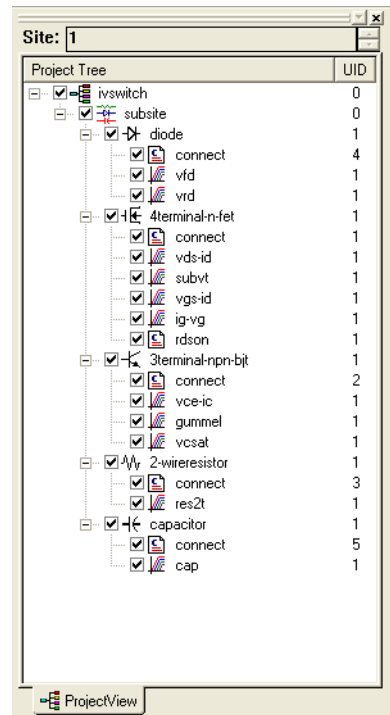 Site: 1
Project Tree UID
ivswitch 0
subsite 0
diode 1
connect 4
vfd 1
vrd 1
4terminal-n-fet 1
connect 1
vds-id 1
subvt 1
vgs-id 1
ig-vg 1
rdson 1
3terminal-npn-bjt 1
connect 2
vce-ic 1
gummel 1
vcsat 1
2-wireresistor 1
connect 3
res2t 1
capacitor 1
connect 5
cap 1
ProjectView